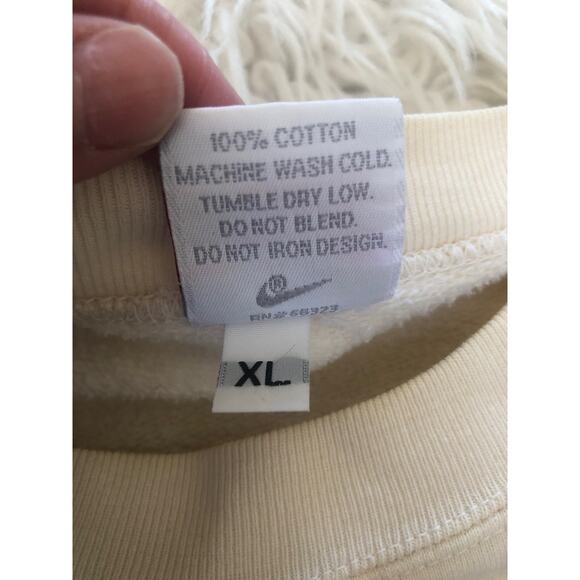 100% COTTON
MACHINE WASH COLD.
TUMBLE DRY LOW.
DO NOT BLEND.
DO NOT IRON DESIGN.
®
RN# 68323
XL